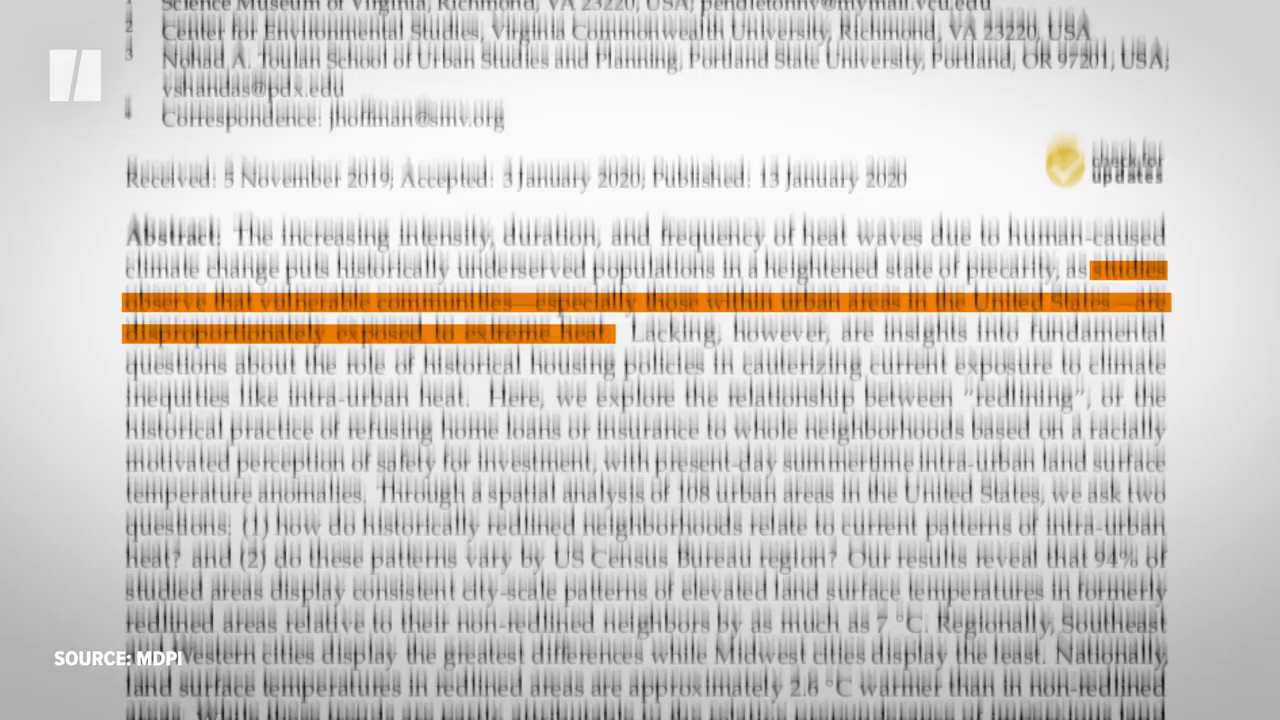 1 Science Museum of Virginia, Richmond, VA 23220, USA; pendletonny@mymail.vcu.edu
2 Center for Environmental Studies, Virginia Commonwealth University, Richmond, VA 23220, USA
3 Nohad A. Toulan School of Urban Studies and Planning, Portland State University, Portland, OR 97201, USA;
vshandas@pdx.edu
* Correspondence: jhoffman@smv.org
Received: 5 November 2019; Accepted: 3 January 2020; Published: 13 January 2020
check for
updates
Abstract: The increasing intensity, duration, and frequency of heat waves due to human-caused
climate change puts historically underserved populations in a heightened state of precarity, as studies
observe that vulnerable communities—especially those within urban areas in the United States—are
disproportionately exposed to extreme heat. Lacking, however, are insights into fundamental
questions about the role of historical housing policies in cauterizing current exposure to climate
inequities like intra-urban heat. Here, we explore the relationship between “redlining”, or the
historical practice of refusing home loans or insurance to whole neighborhoods based on a racially
motivated perception of safety for investment, with present-day summertime intra-urban land surface
temperature anomalies. Through a spatial analysis of 108 urban areas in the United States, we ask two
questions: (1) how do historically redlined neighborhoods relate to current patterns of intra-urban
heat? and (2) do these patterns vary by US Census Bureau region? Our results reveal that 94% of
studied areas display consistent city-scale patterns of elevated land surface temperatures in formerly
redlined areas relative to their non-redlined neighbors by as much as 7 °C. Regionally, Southeast
Western cities display the greatest differences while Midwest cities display the least. Nationally,
SOURCE: MDPI
land surface temperatures in redlined areas are approximately 2.6 °C warmer than in non-redlined